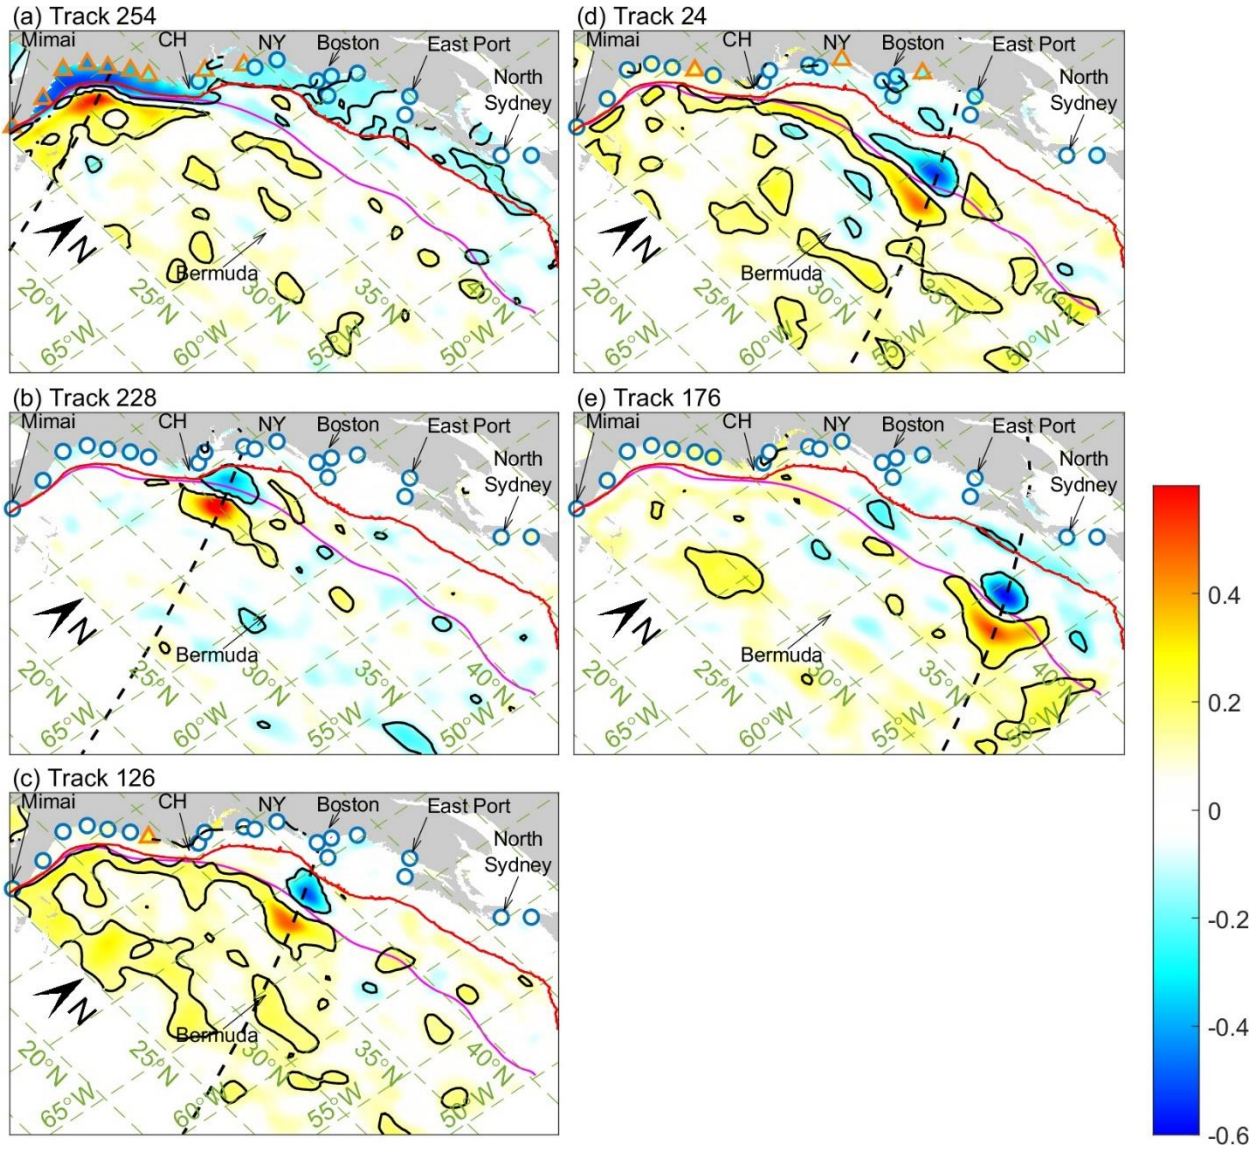 (a) Track 254
Mimai
CH
NY
Boston
East Port
North
Sydney
Bermuda
N
20°N
25°N
30°N
35°N
40°N
65°W
60°W
55°W
50°W
(d) Track 24
Mimai
CH
NY
Boston
East Port
North
Sydney
Bermuda
N
20°N
25°N
30°N
35°N
40°N
65°W
60°W
55°W
50°W
(b) Track 228
Mimai
CH
NY
Boston
East Port
North
Sydney
Bermuda
N
20°N
25°N
30°N
35°N
40°N
65°W
60°W
55°W
50°W
(e) Track 176
Mimai
CH
NY
Boston
East Port
North
Sydney
Bermuda
N
20°N
25°N
30°N
35°N
40°N
65°W
60°W
55°W
50°W
(c) Track 126
Mimai
CH
NY
Boston
East Port
North
Sydney
Bermuda
N
20°N
25°N
30°N
35°N
40°N
65°W
60°W
55°W
50°W
0.4
0.2
0
-0.2
-0.4
-0.6